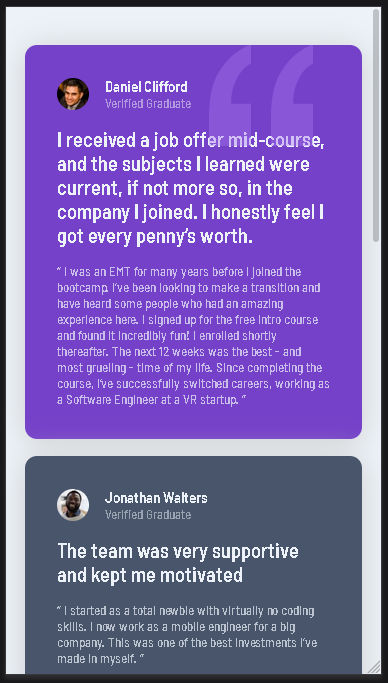 Daniel Clifford
Verified Graduate
I received a job offer mid-course,
and the subjects I learned were
current, if not more so, in the
company I joined. I honestly feel I
got every penny’s worth.
“ I was an EMT for many years before I joined the
bootcamp. I’ve been looking to make a transition and
have heard some people who had an amazing
experience here. I signed up for the free intro course
and found it incredibly fun! I enrolled shortly
thereafter. The next 12 weeks was the best – and
most grueling – time of my life. Since completing the
course, I’ve successfully switched careers, working as
a Software Engineer at a VR startup. ”
Jonathan Walters
Verified Graduate
The team was very supportive
and kept me motivated
“ I started as a total newbie with virtually no coding
skills. I now work as a mobile engineer for a big
company. This was one of the best investments I’ve
made in myself. ”